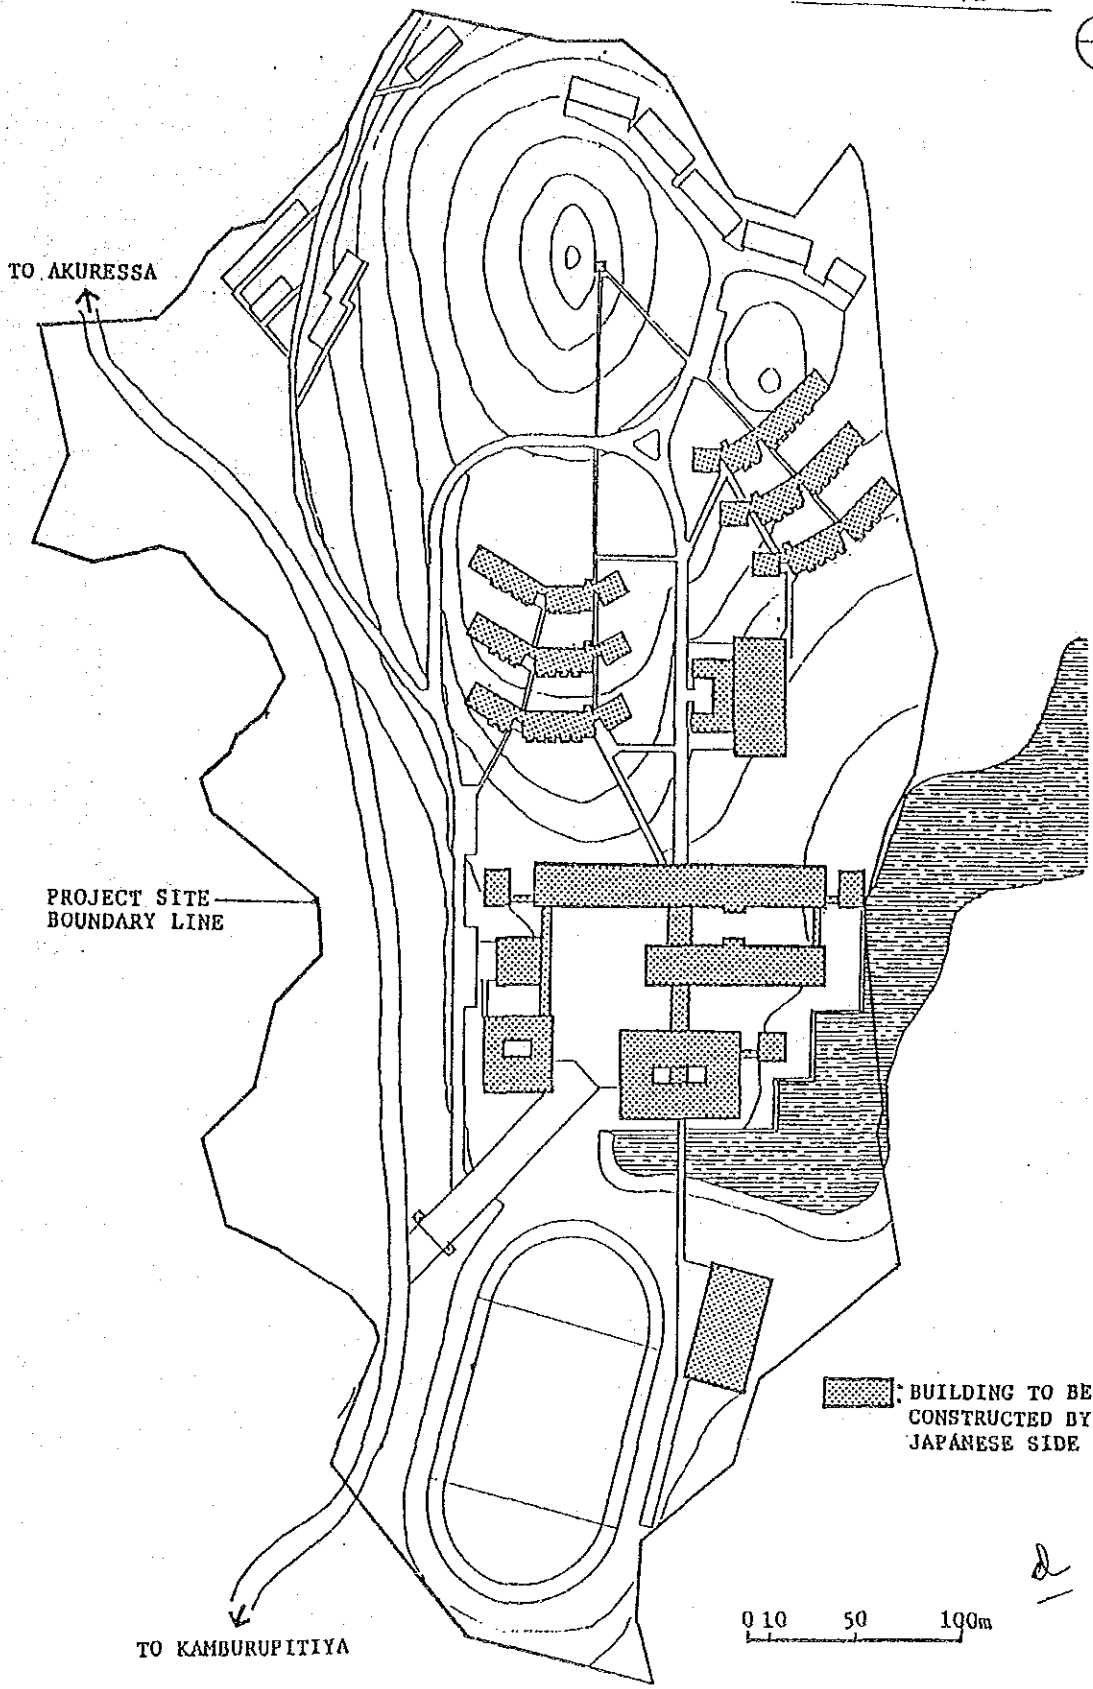 TO AKURESSA
PROJECT SITE
BOUNDARY LINE
: BUILDING TO BE
CONSTRUCTED BY
JAPANESE SIDE
0 10 50 100m
TO KAMBURUPITIYA